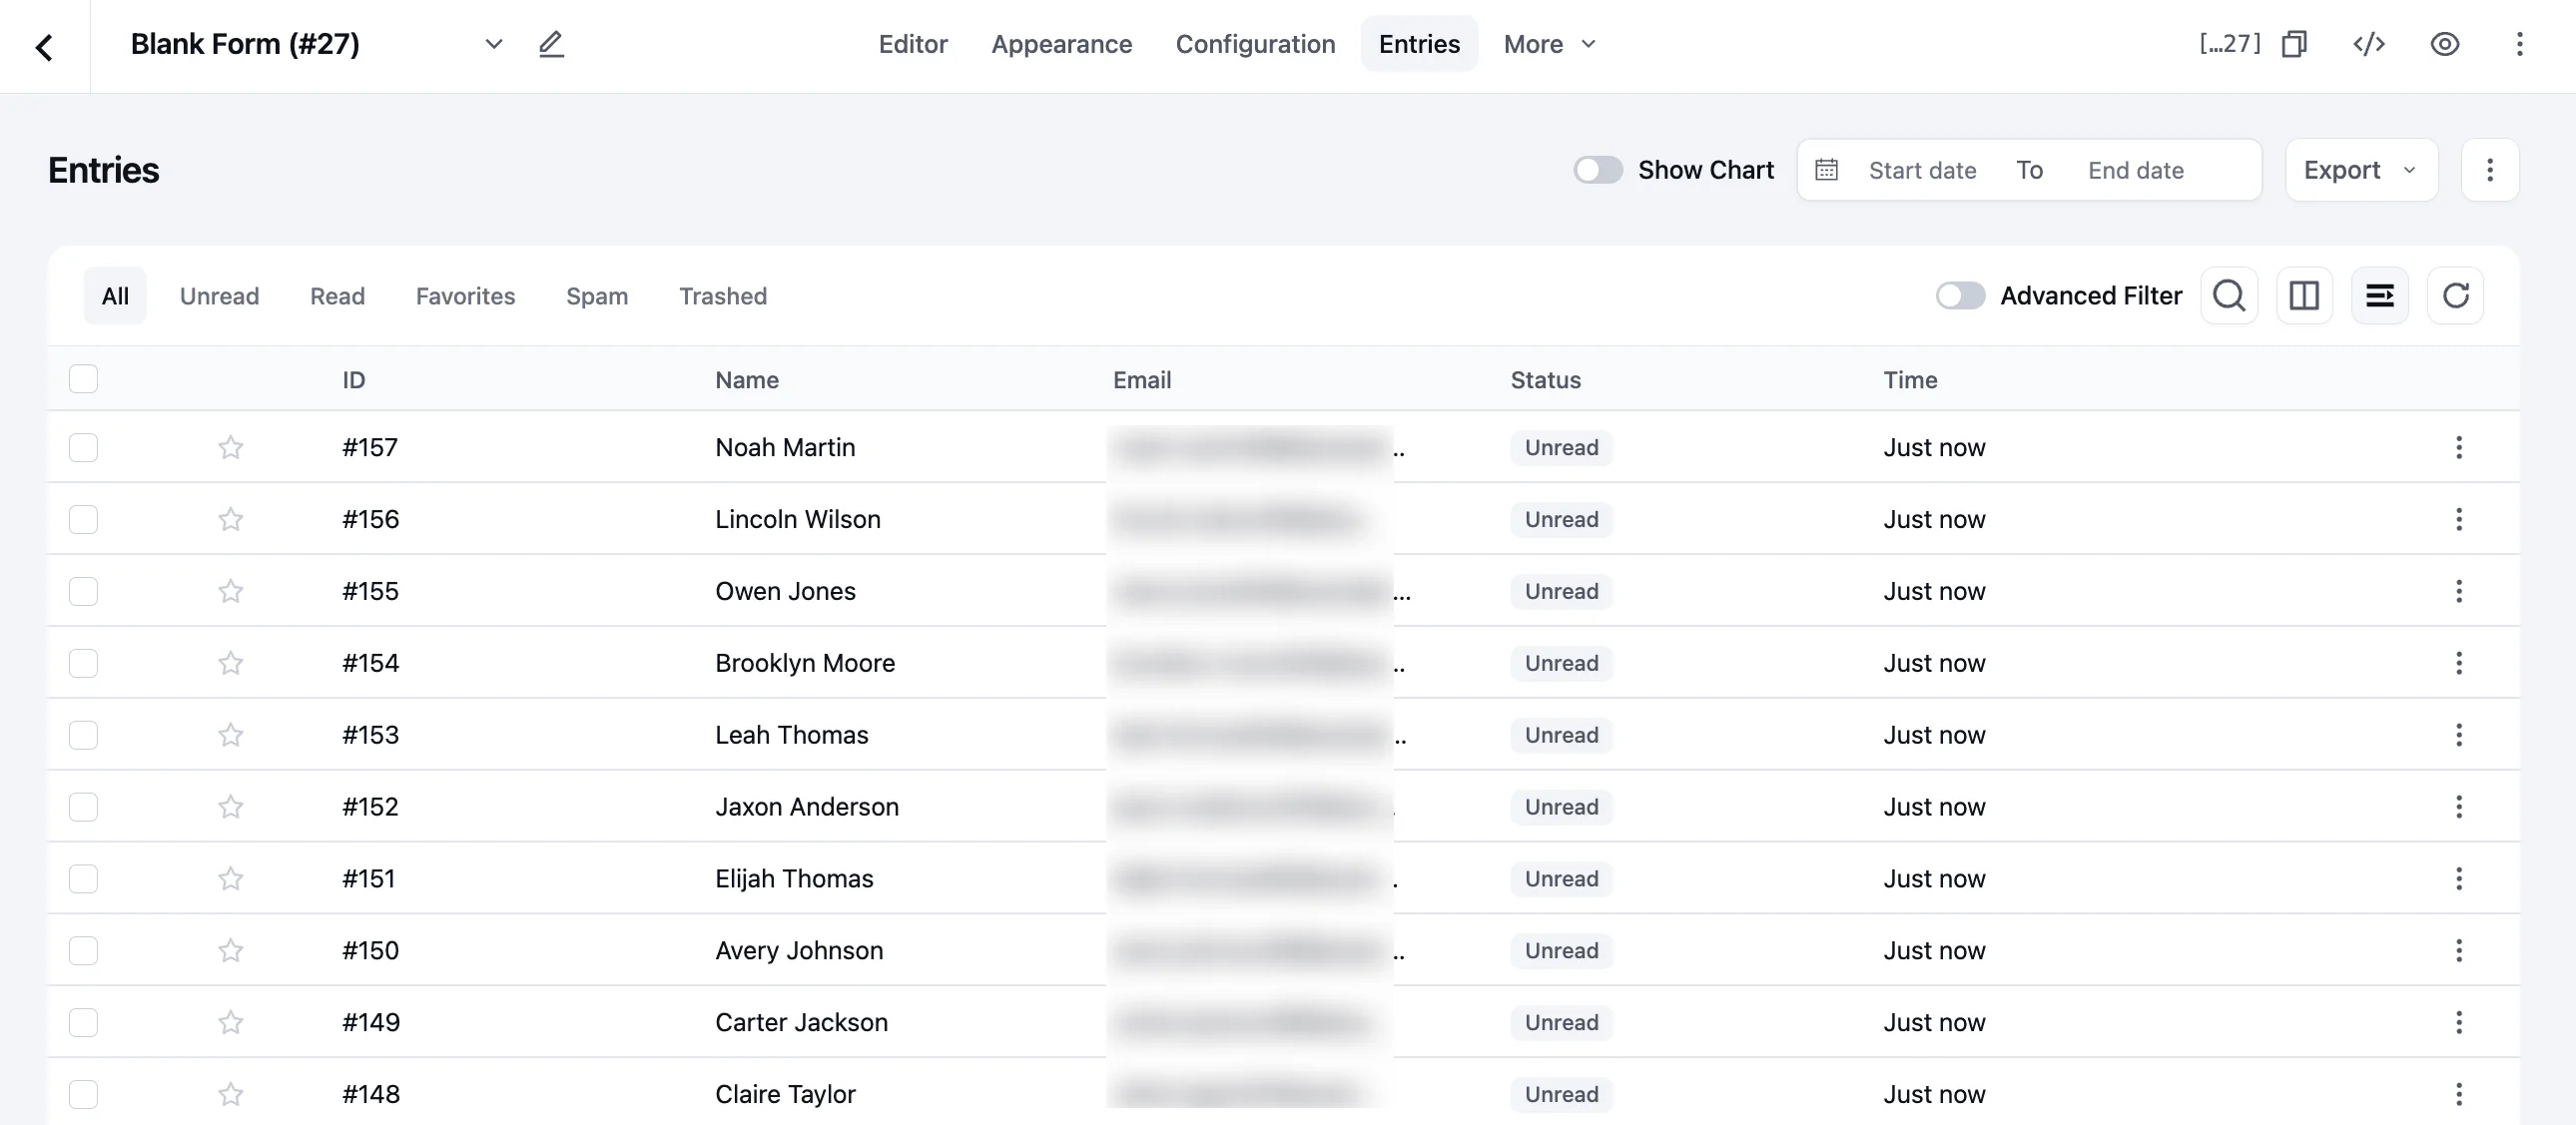 Blank Form (#27) Editor Appearance Configuration Entries More [...27]
Entries Show Chart Start date To End date Export
All Unread Read Favorites Spam Trashed Advanced Filter
ID Name Email Status Time
#157 Noah Martin .. Unread Just now
#156 Lincoln Wilson Unread Just now
#155 Owen Jones ... Unread Just now
#154 Brooklyn Moore .. Unread Just now
#153 Leah Thomas .. Unread Just now
#152 Jaxon Anderson . Unread Just now
#151 Elijah Thomas . Unread Just now
#150 Avery Johnson .. Unread Just now
#149 Carter Jackson Unread Just now
#148 Claire Taylor Unread Just now